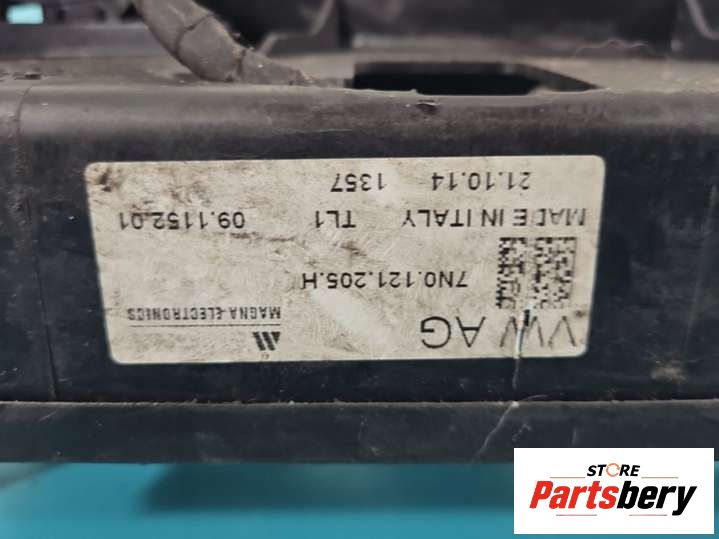 VW AG
MAGNA-ELECTRONICS
7N0.121.205.H
MADE IN ITALY TL1 09.1152.01
21.10.14 1357
STORE
Partsbery